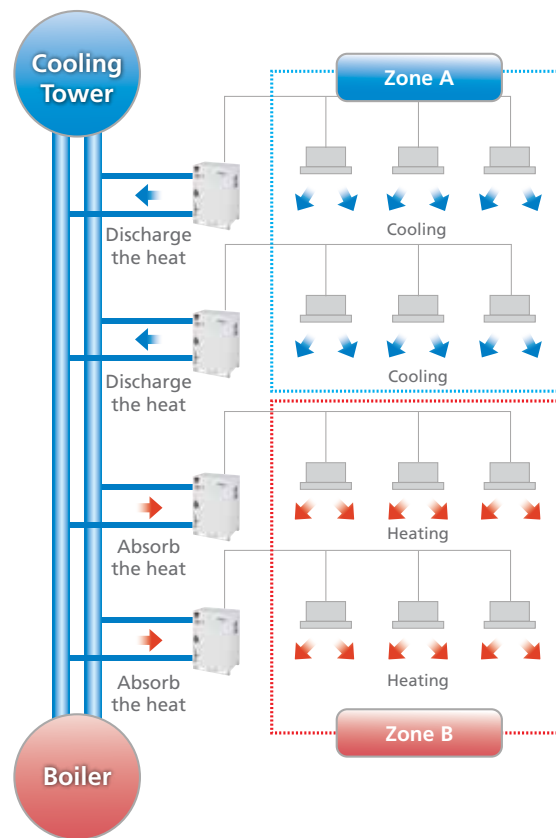 Cooling
Tower
Zone A
Discharge
the heat
Cooling
Discharge
the heat
Cooling
Absorb
the heat
Heating
Absorb
the heat
Heating
Zone B
Boiler